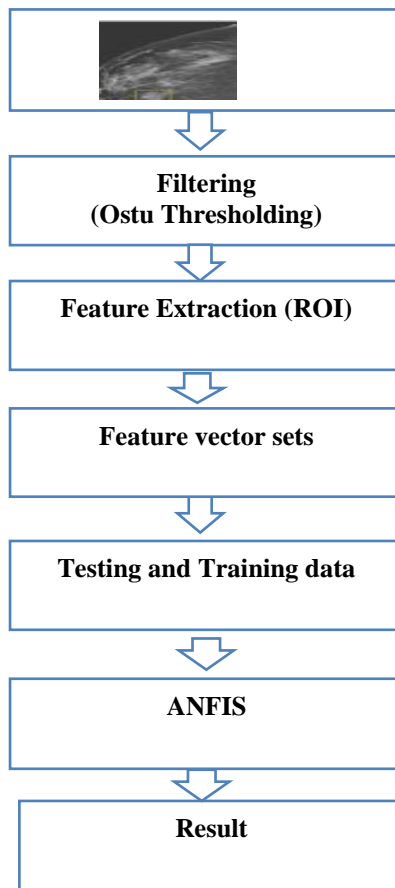 Filtering
(Ostu Thresholding)
Feature Extraction (ROI)
Feature vector sets
Testing and Training data
ANFIS
Result